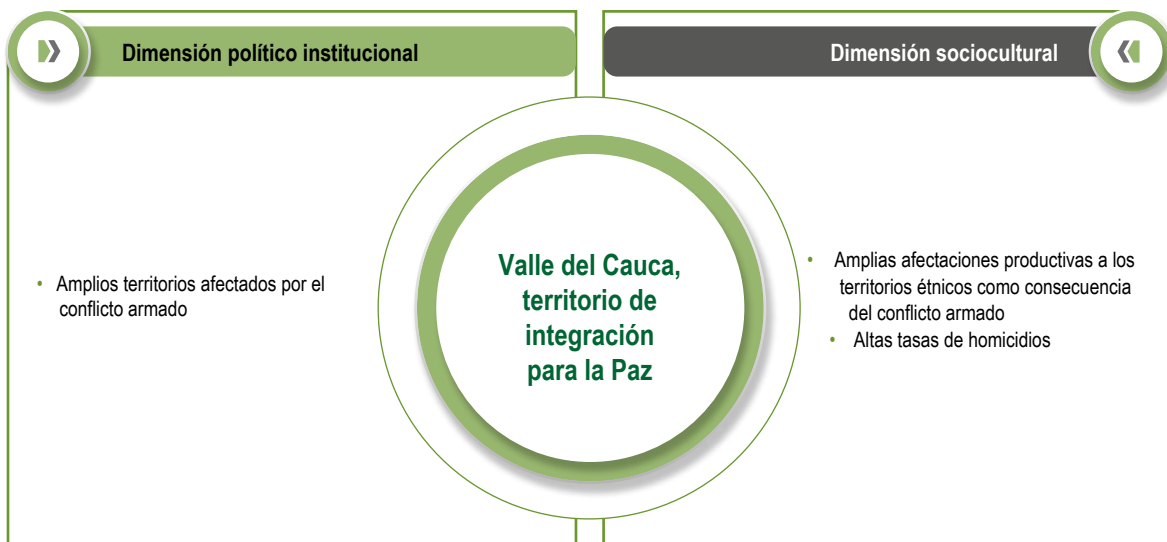 Dimensión político institucional
Dimensión sociocultural
• Amplios territorios afectados por el
conflicto armado
Valle del Cauca,
territorio de
integración
para la Paz
• Amplias afectaciones productivas a los
territorios étnicos como consecuencia
del conflicto armado
• Altas tasas de homicidios